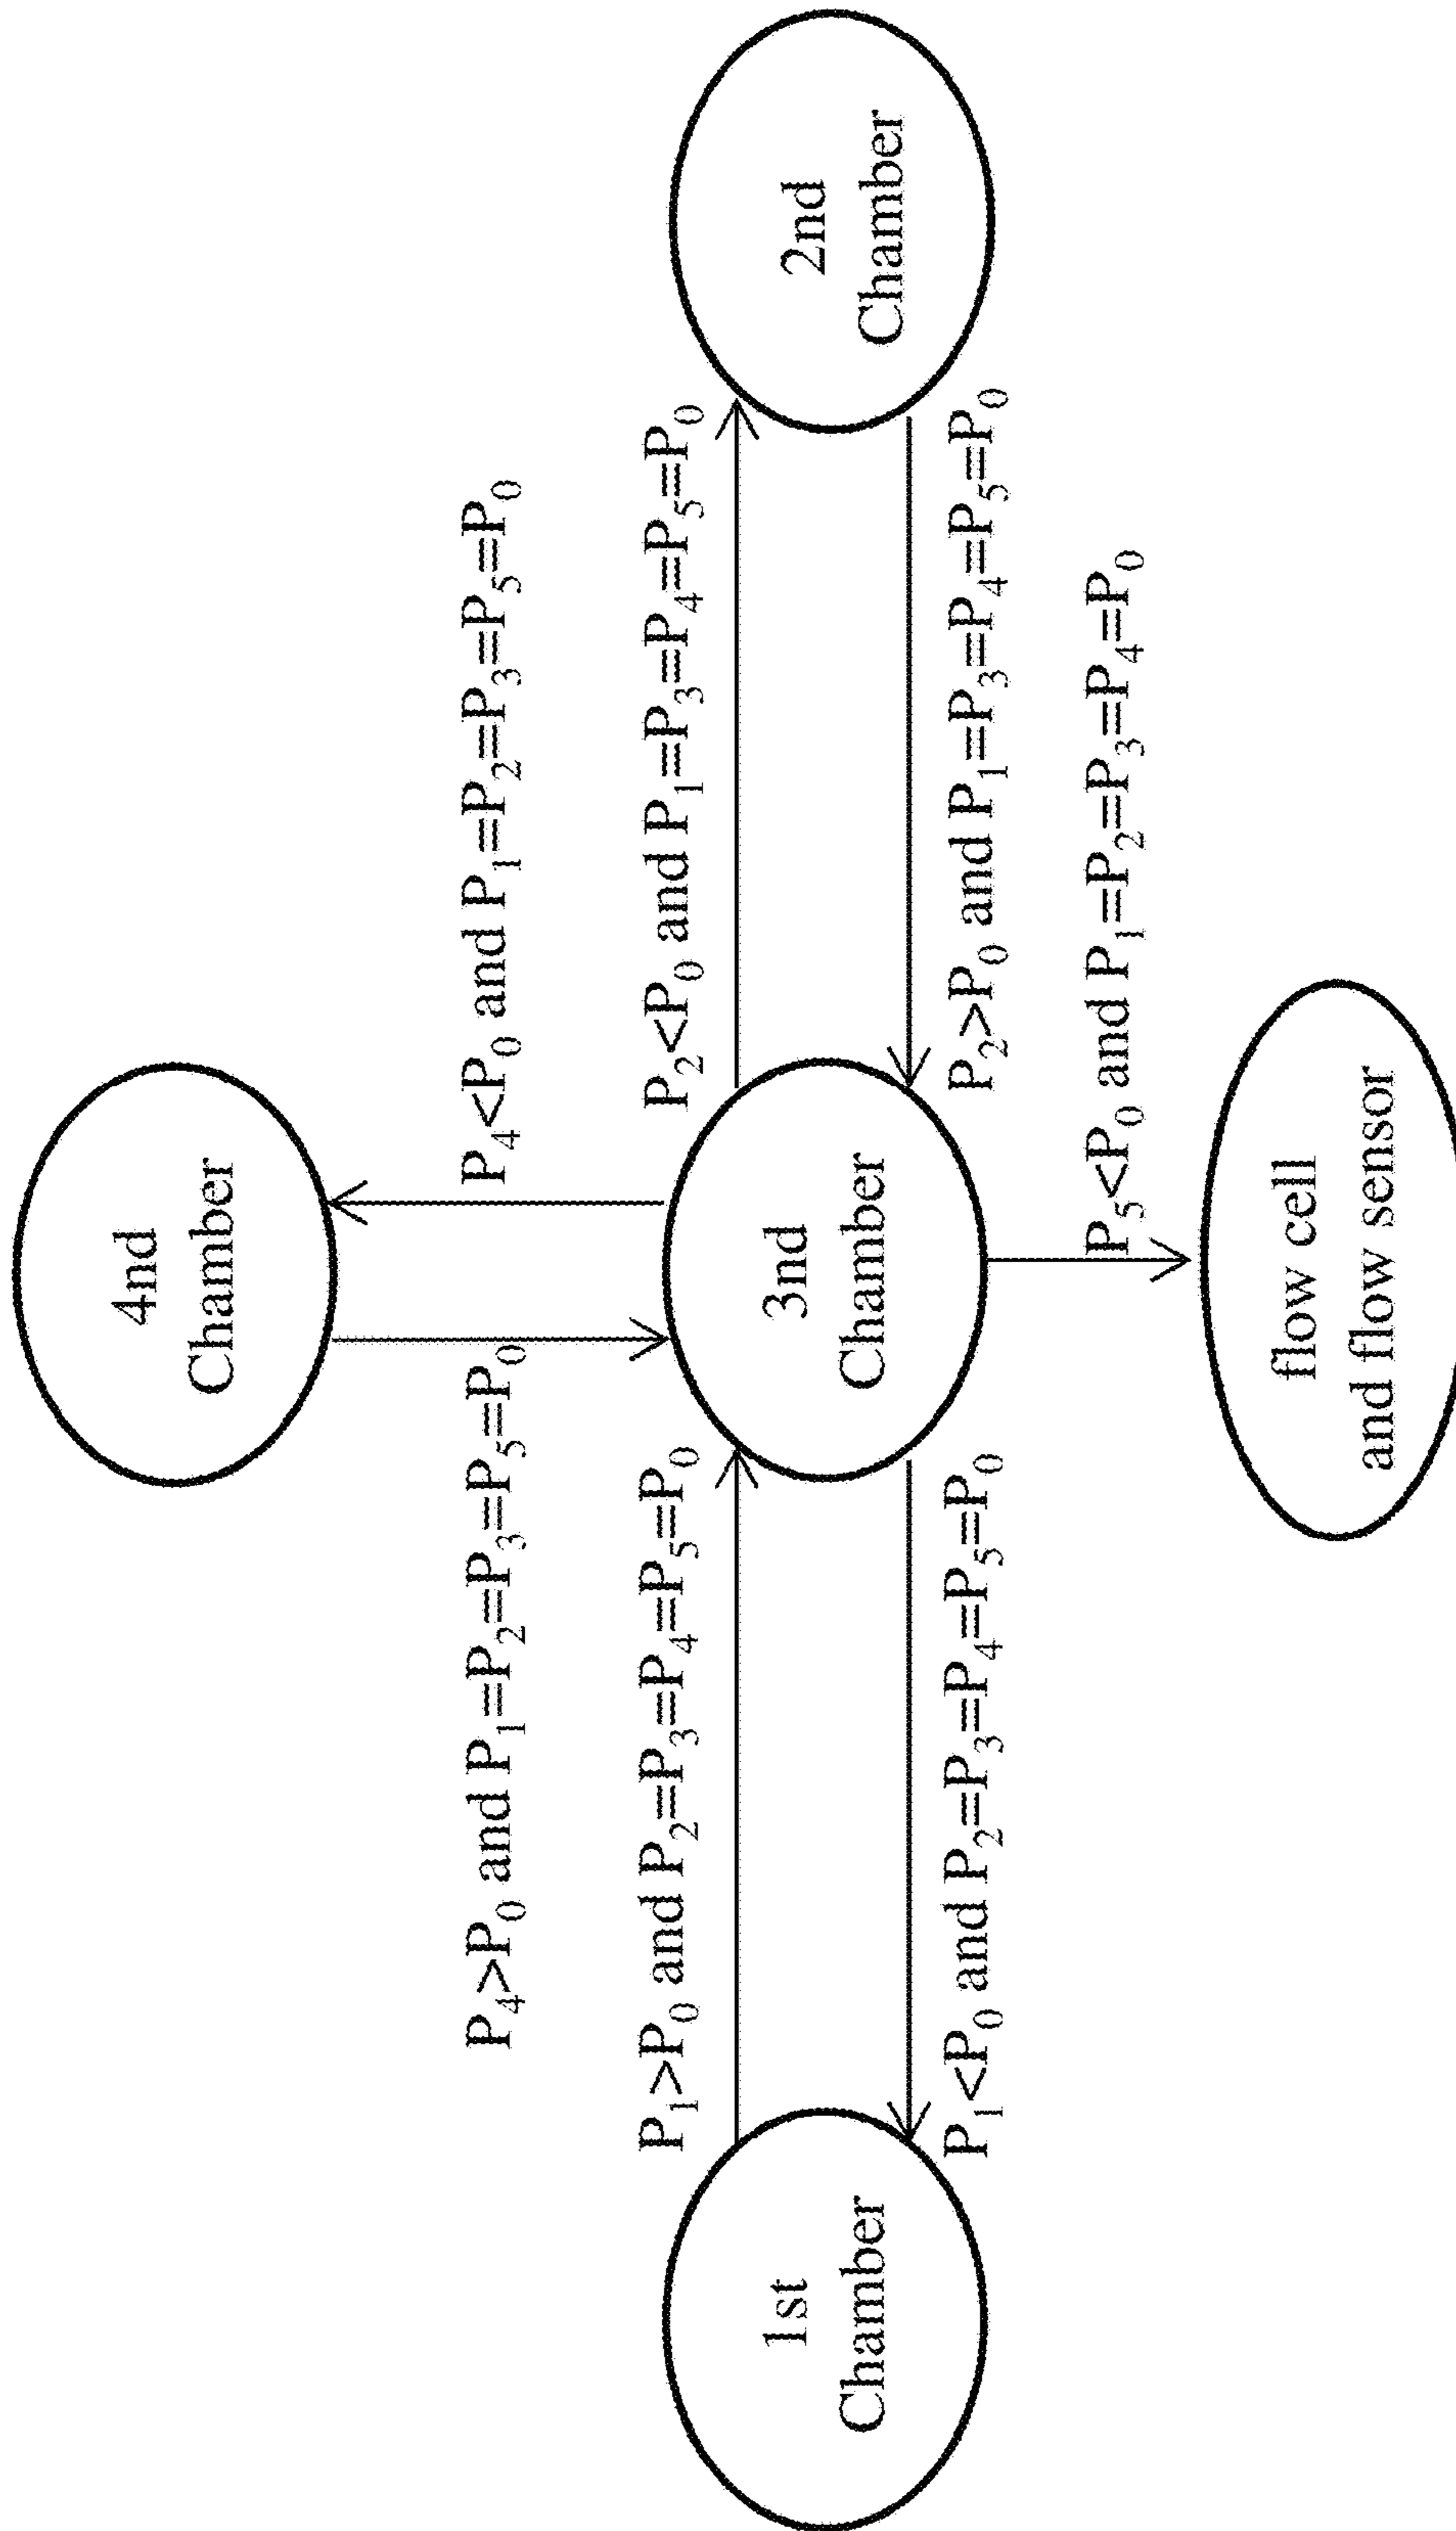 4nd
Chamber
P₄>P₀ and P₁=P₂=P₃=P₅=P₀
P₄<P₀ and P₁=P₂=P₃=P₅=P₀
P₁>P₀ and P₂=P₃=P₄=P₅=P₀
P₂<P₀ and P₁=P₃=P₄=P₅=P₀
1st
Chamber
3nd
Chamber
2nd
Chamber
P₁<P₀ and P₂=P₃=P₄=P₅=P₀
P₂>P₀ and P₁=P₃=P₄=P₅=P₀
P₅<P₀ and P₁=P₂=P₃=P₄=P₀
flow cell
and flow sensor